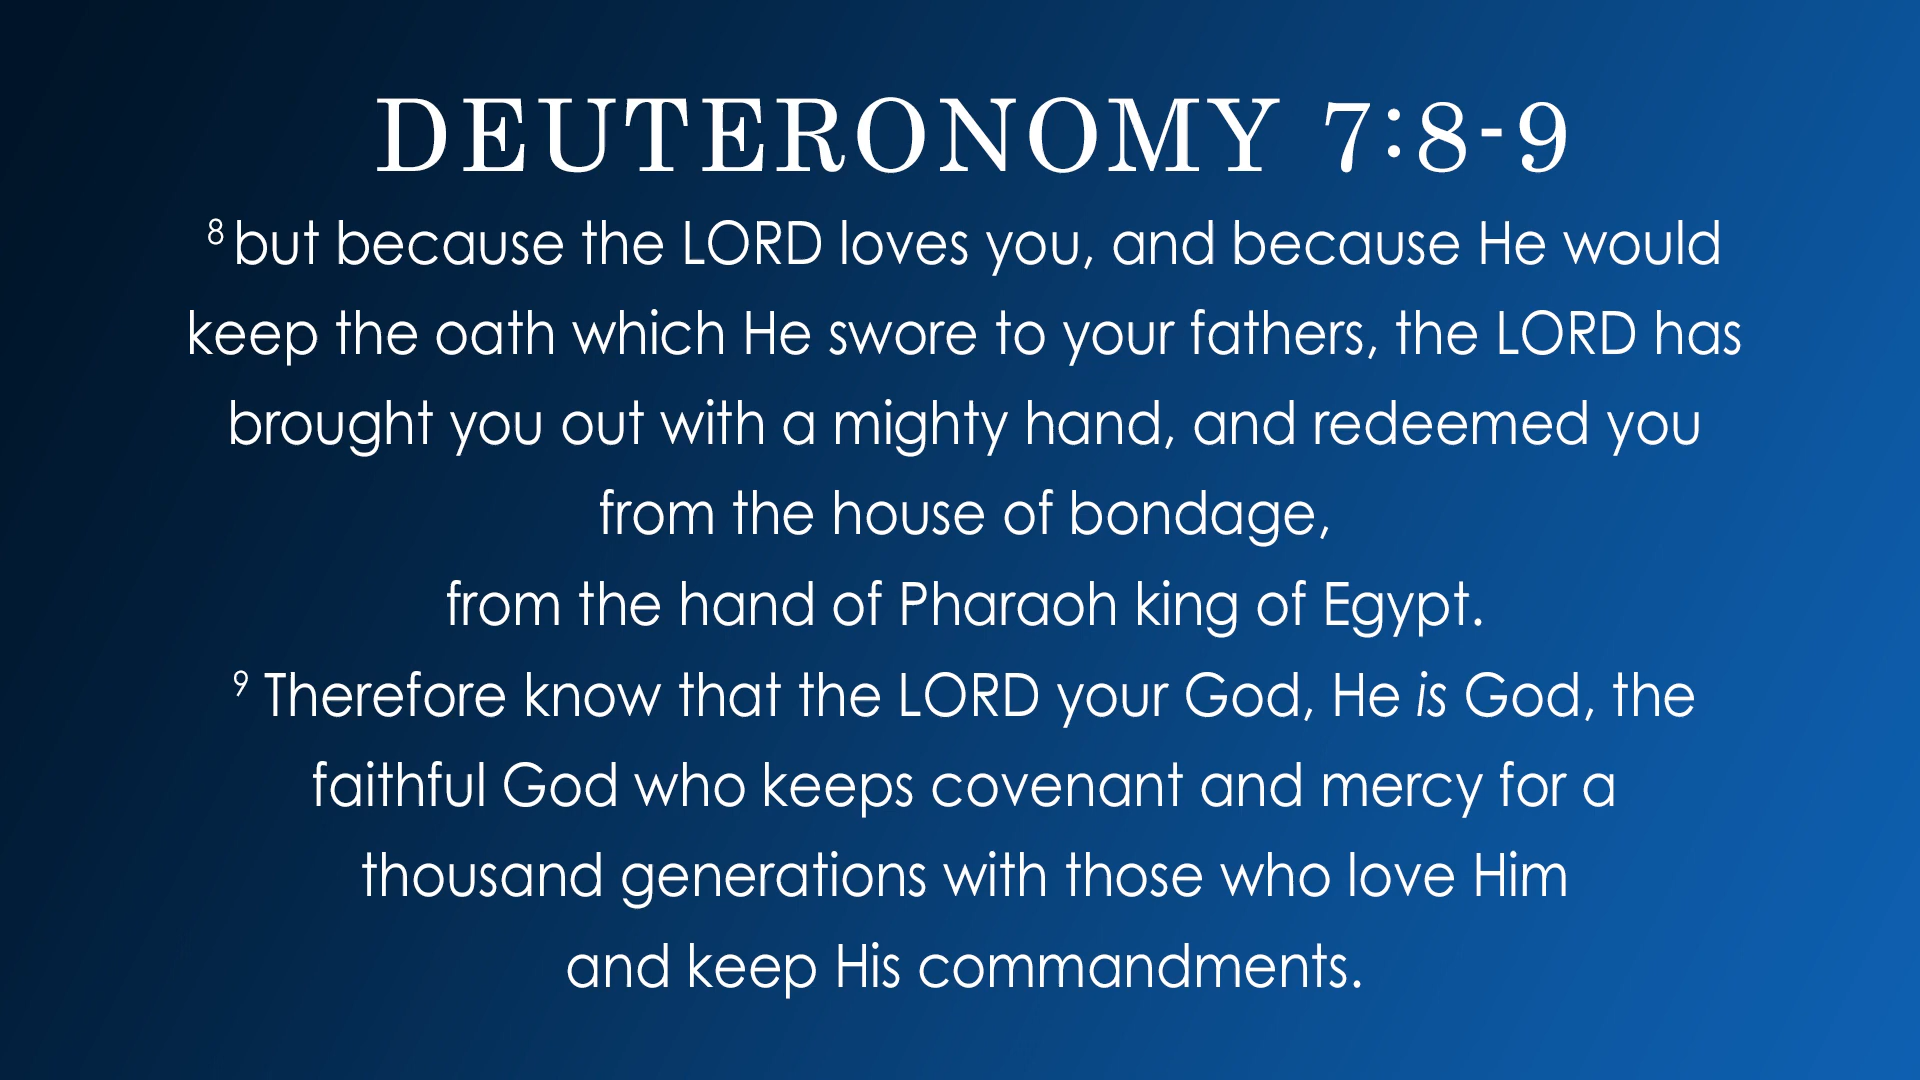 DEUTERONOMY 7:8-9
8 but because the LORD loves you, and because He would
keep the oath which He swore to your fathers, the LORD has
brought you out with a mighty hand, and redeemed you
from the house of bondage,
from the hand of Pharaoh king of Egypt.
9 Therefore know that the LORD your God, He is God, the
faithful God who keeps covenant and mercy for a
thousand generations with those who love Him
and keep His commandments.